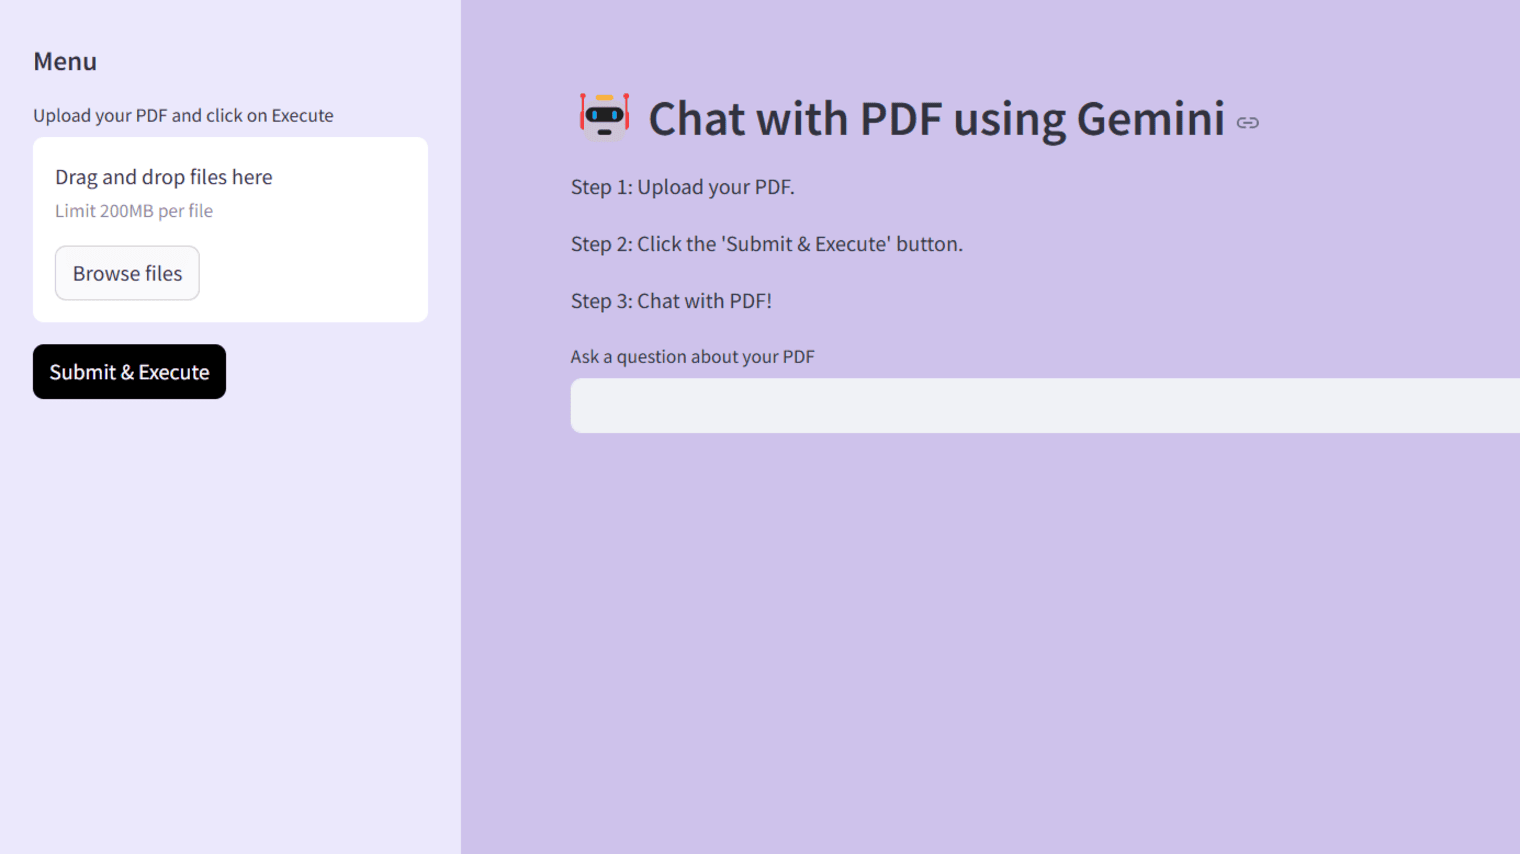 Menu
Upload your PDF and click on Execute
Drag and drop files here
Limit 200MB per file
Browse files
Submit & Execute
Chat with PDF using Gemini
Step 1: Upload your PDF.
Step 2: Click the 'Submit & Execute' button.
Step 3: Chat with PDF!
Ask a question about your PDF